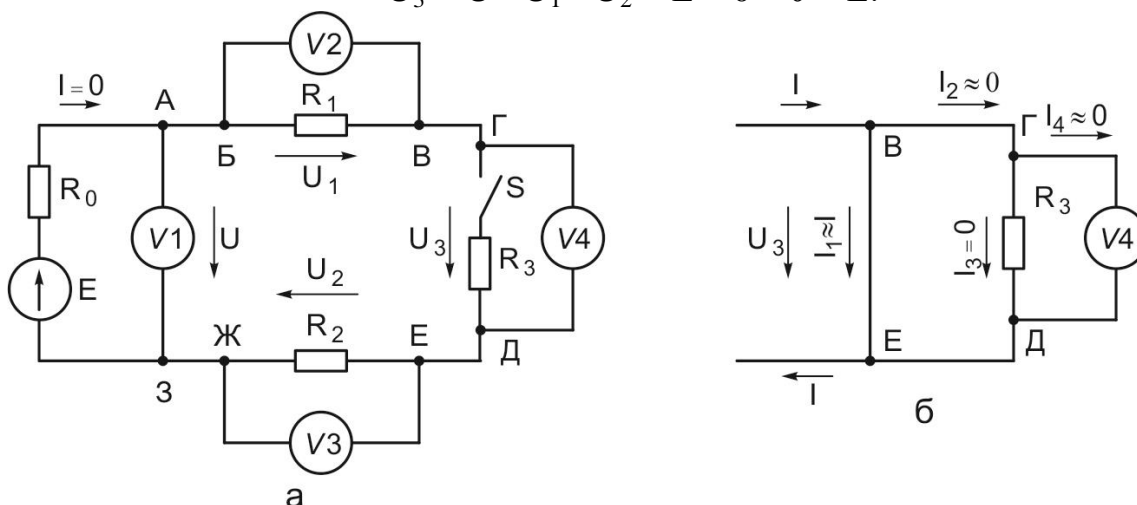 V2
I = 0
I
I₂ ≈ 0
А
R₁
Г
Г
I₄ ≈ 0
Б
В
В
U₁
S
R₀
R₃
V1
U
U₃
R₃
V4
U₃
I₁ ≈ I
I₃ = 0
V4
E
U₂
Ж
R₂
Е
Д
Е
Д
З
I
б
V3
а